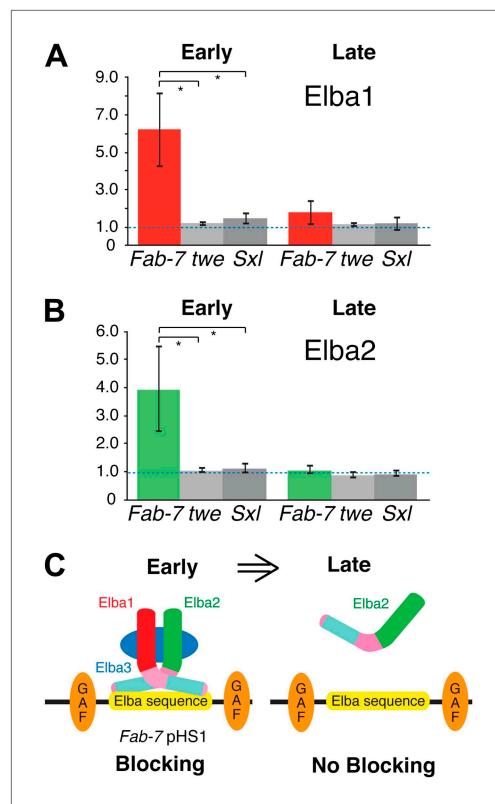 A
Early Late
Elba1
9.0
7.0
5.0
3.0
1.0
0
* *
Fab-7 twe Sxl Fab-7 twe Sxl
B
Early Late
Elba2
6.0
5.0
4.0
3.0
2.0
1.0
0
* *
Fab-7 twe Sxl Fab-7 twe Sxl
C
Early Late
Elba1 Elba2 Elba2
Elba3
GAF Elba sequence GAF GAF Elba sequence GAF
Fab-7 pHS1
Blocking No Blocking